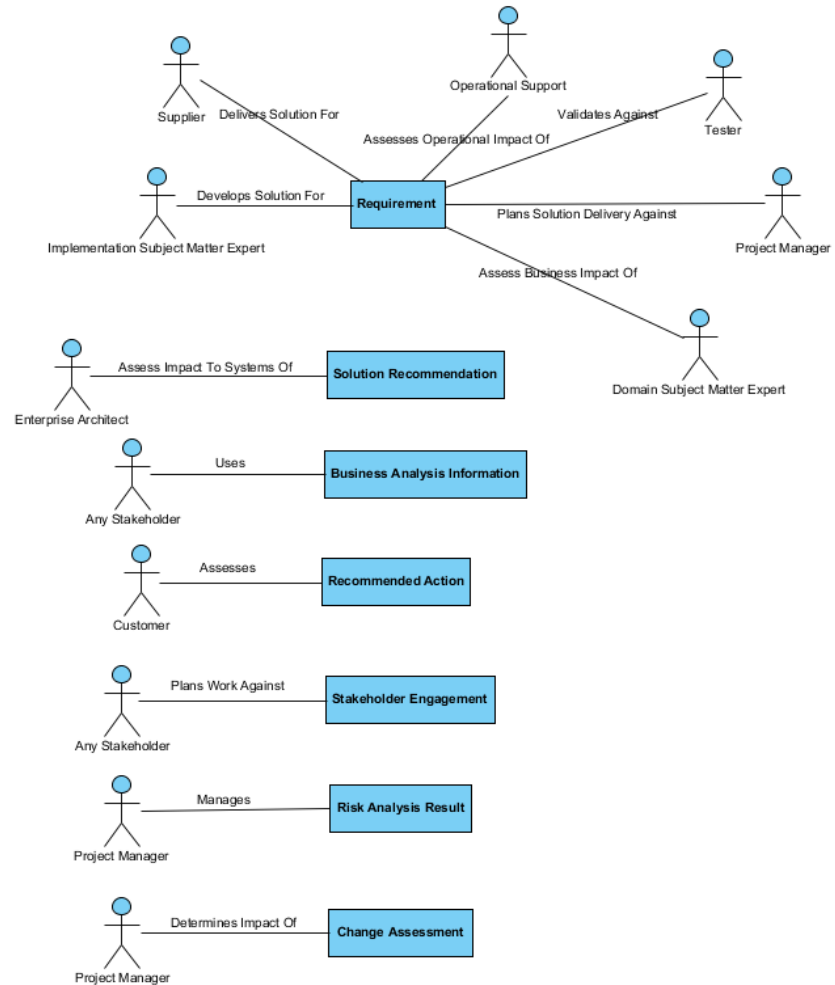 Operational Support
Supplier
Delivers Solution For
Validates Against
Tester
Assesses Operational Impact Of
Develops Solution For
Requirement
Plans Solution Delivery Against
Implementation Subject Matter Expert
Project Manager
Assess Business Impact Of
Assess Impact To Systems Of
Solution Recommendation
Domain Subject Matter Expert
Enterprise Architect
Uses
Business Analysis Information
Any Stakeholder
Assesses
Recommended Action
Customer
Plans Work Against
Stakeholder Engagement
Any Stakeholder
Manages
Risk Analysis Result
Project Manager
Determines Impact Of
Change Assessment
Project Manager